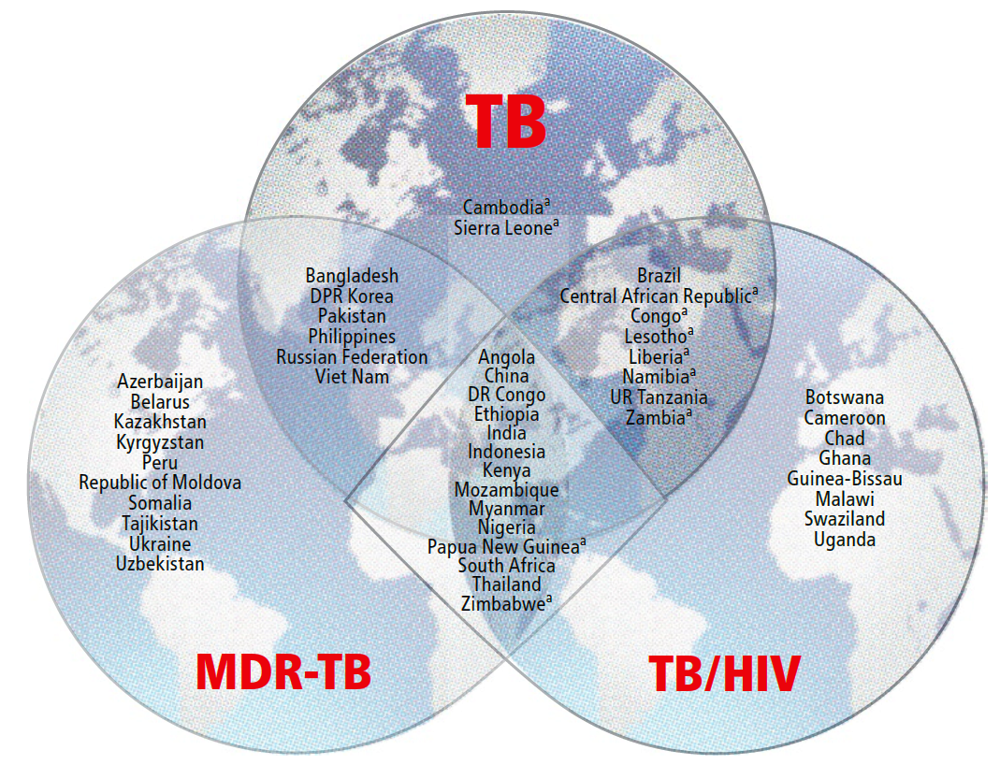 TB
Cambodiaᵃ
Sierra Leoneᵃ
Bangladesh
DPR Korea
Pakistan
Philippines
Russian Federation
Viet Nam
Brazil
Central African Republicᵃ
Congoᵃ
Lesothoᵃ
Liberiaᵃ
Namibiaᵃ
UR Tanzania
Zambiaᵃ
Angola
China
DR Congo
Ethiopia
India
Indonesia
Kenya
Mozambique
Myanmar
Nigeria
Papua New Guineaᵃ
South Africa
Thailand
Zimbabweᵃ
Azerbaijan
Belarus
Kazakhstan
Kyrgyzstan
Peru
Republic of Moldova
Somalia
Tajikistan
Ukraine
Uzbekistan
Botswana
Cameroon
Chad
Ghana
Guinea-Bissau
Malawi
Swaziland
Uganda
MDR-TB
TB/HIV